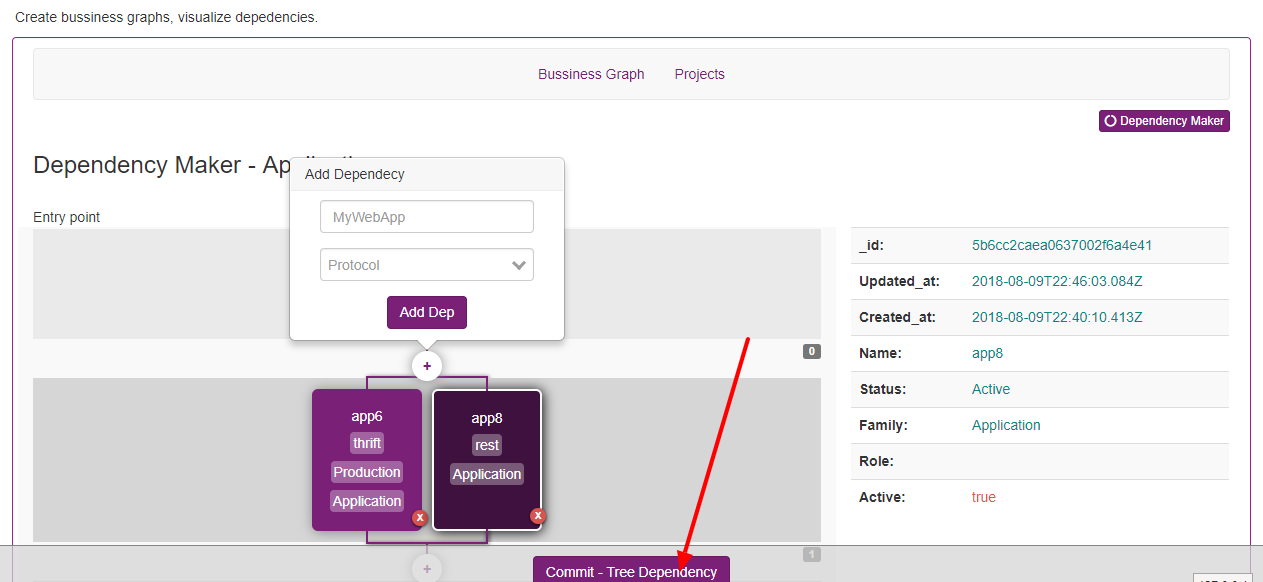 Create bussiness graphs, visualize depedencies.
Bussiness Graph Projects
Dependency Maker
Dependency Maker -
Add Dependecy
Entry point
MyWebApp
Protocol
Add Dep
_id: 5b6cc2caea0637002f6a4e41
Updated_at: 2018-08-09T22:46:03.084Z
Created_at: 2018-08-09T22:40:10.413Z
Name: app8
Status: Active
Family: Application
Role:
Active: true
0
+
app6
thrift
Production
Application
x
app8
rest
Application
x
1
+
Commit - Tree Dependency